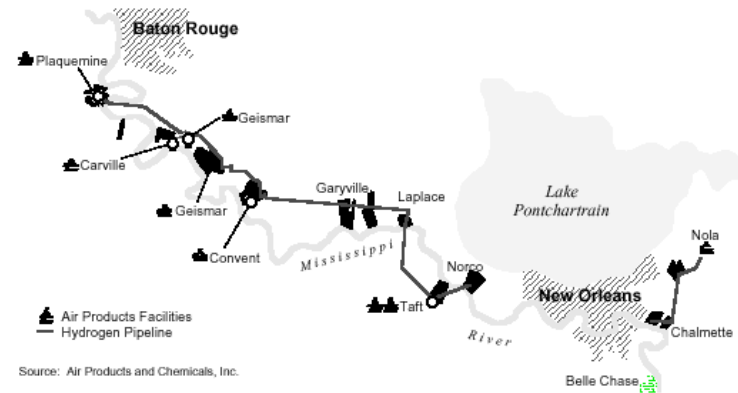 Baton Rouge
Plaquemine
Geismar
Carville
Geismar
Convent
Garyville
Laplace
Lake
Pontchartrain
Mississippi
River
Norco
Taft
New Orleans
Nola
Chalmette
Belle Chase
Air Products Facilities
Hydrogen Pipeline
Source: Air Products and Chemicals, Inc.